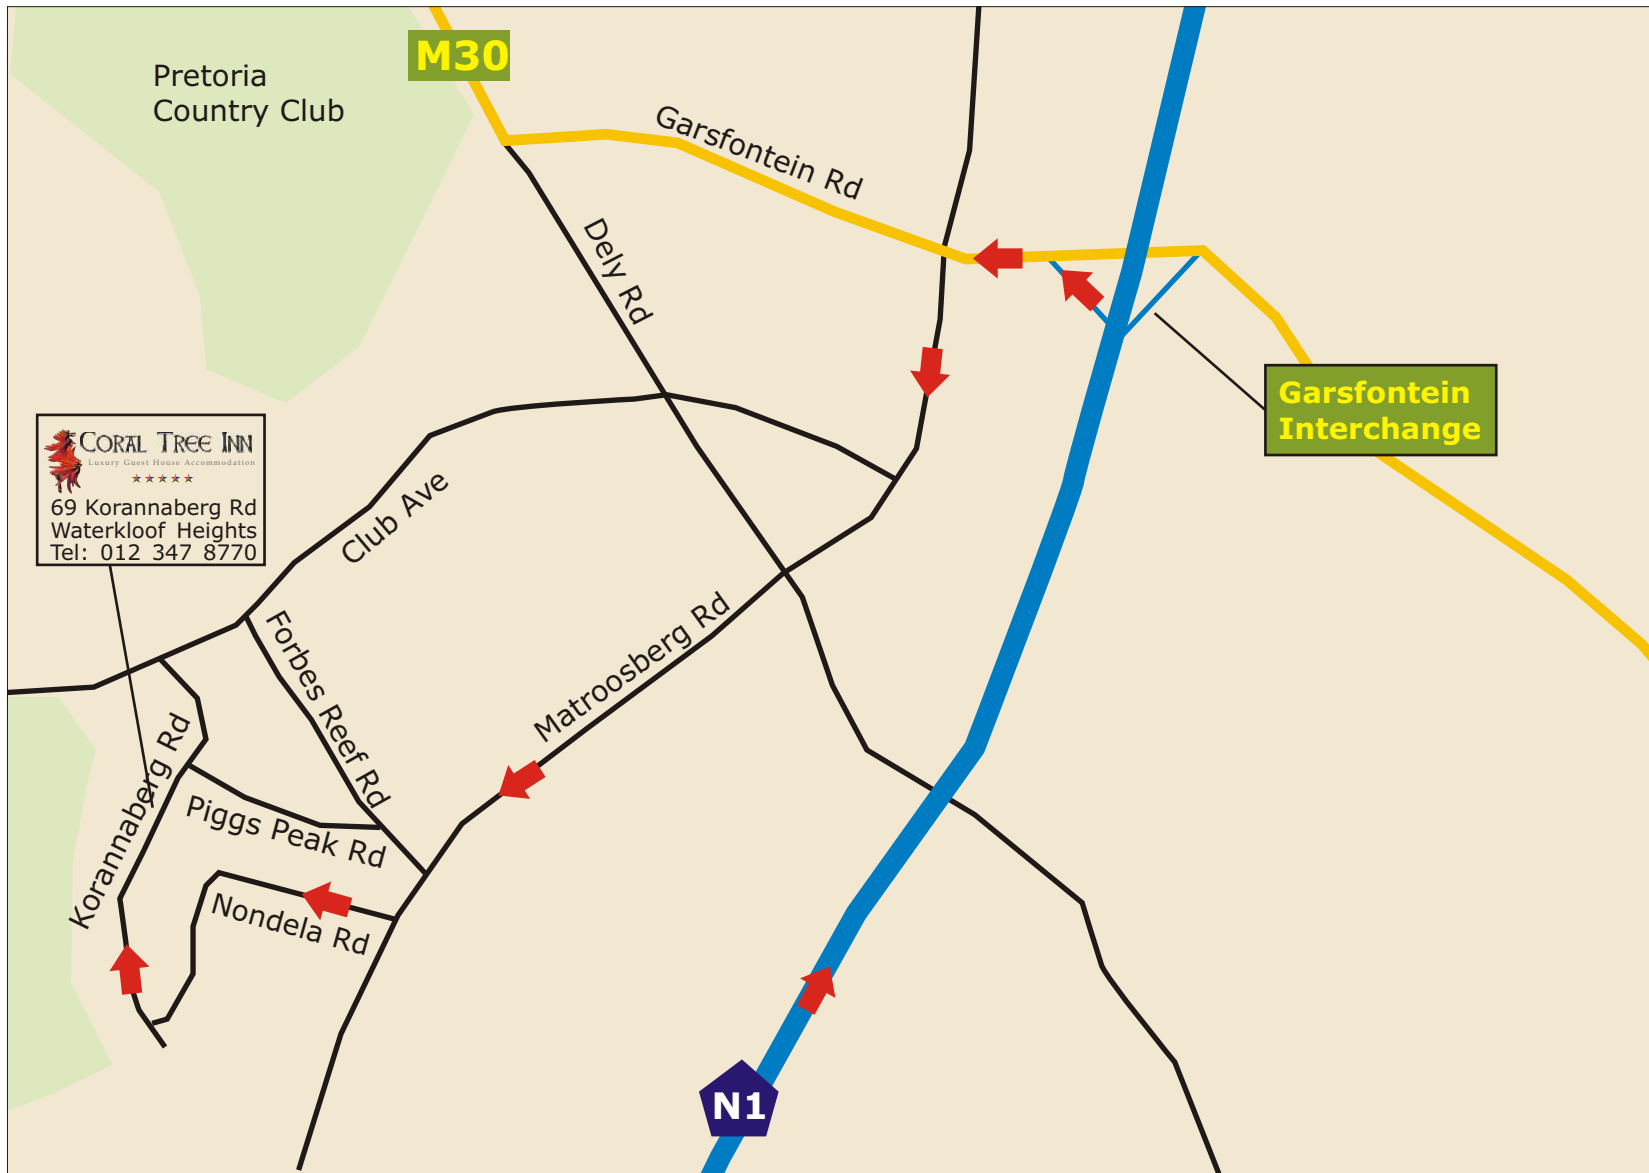 M30
Pretoria
Country Club
Garsfontein Rd
Dely Rd
Garsfontein
Interchange
CORAL TREE INN
Luxury Guest House Accommodation
69 Korannaberg Rd
Waterkloof Heights
Tel: 012 347 8770
Club Ave
Forbes Reef Rd
Matroosberg Rd
Korannaberg Rd
Piggs Peak Rd
Nondela Rd
N1